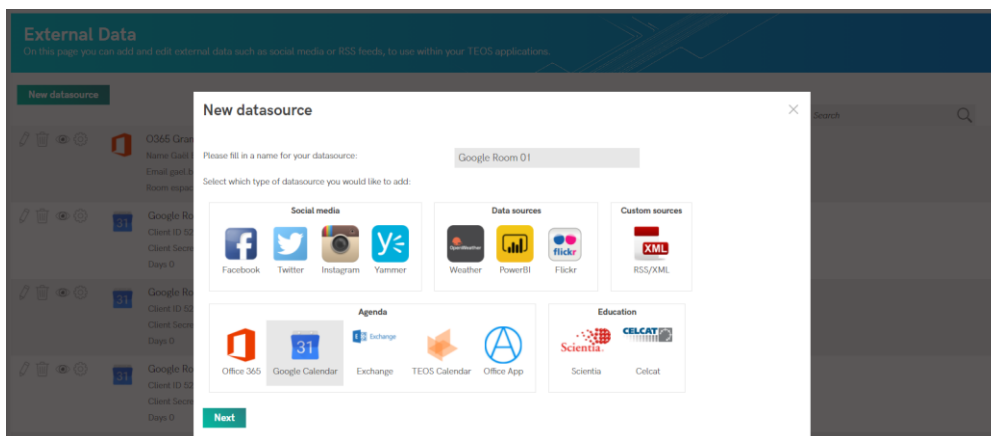 External Data
On this page you can add and edit external data such as social media or RSS feeds, to use within your TEOS applications.
New datasource
Search
O365 Gran
Name Gaël
Email gael.b
Room espac
Google Ro
Client ID 52
Client Secre
Days 0
Google Ro
Client ID 52
Client Secre
Days 0
Google Ro
Client ID 52
Client Secre
Days 0
New datasource
Please fill in a name for your datasource:
Google Room 01
Select which type of datasource you would like to add:
Social media
Facebook Twitter Instagram Yammer
Data sources
OpenWeather
flickr
Weather PowerBI Flickr
Custom sources
XML
RSS/XML
Agenda
31
Exchange
Office 365 Google Calendar Exchange TEOS Calendar Office App
Education
Scientia.
CELCAT
Scientia Celcat
Next